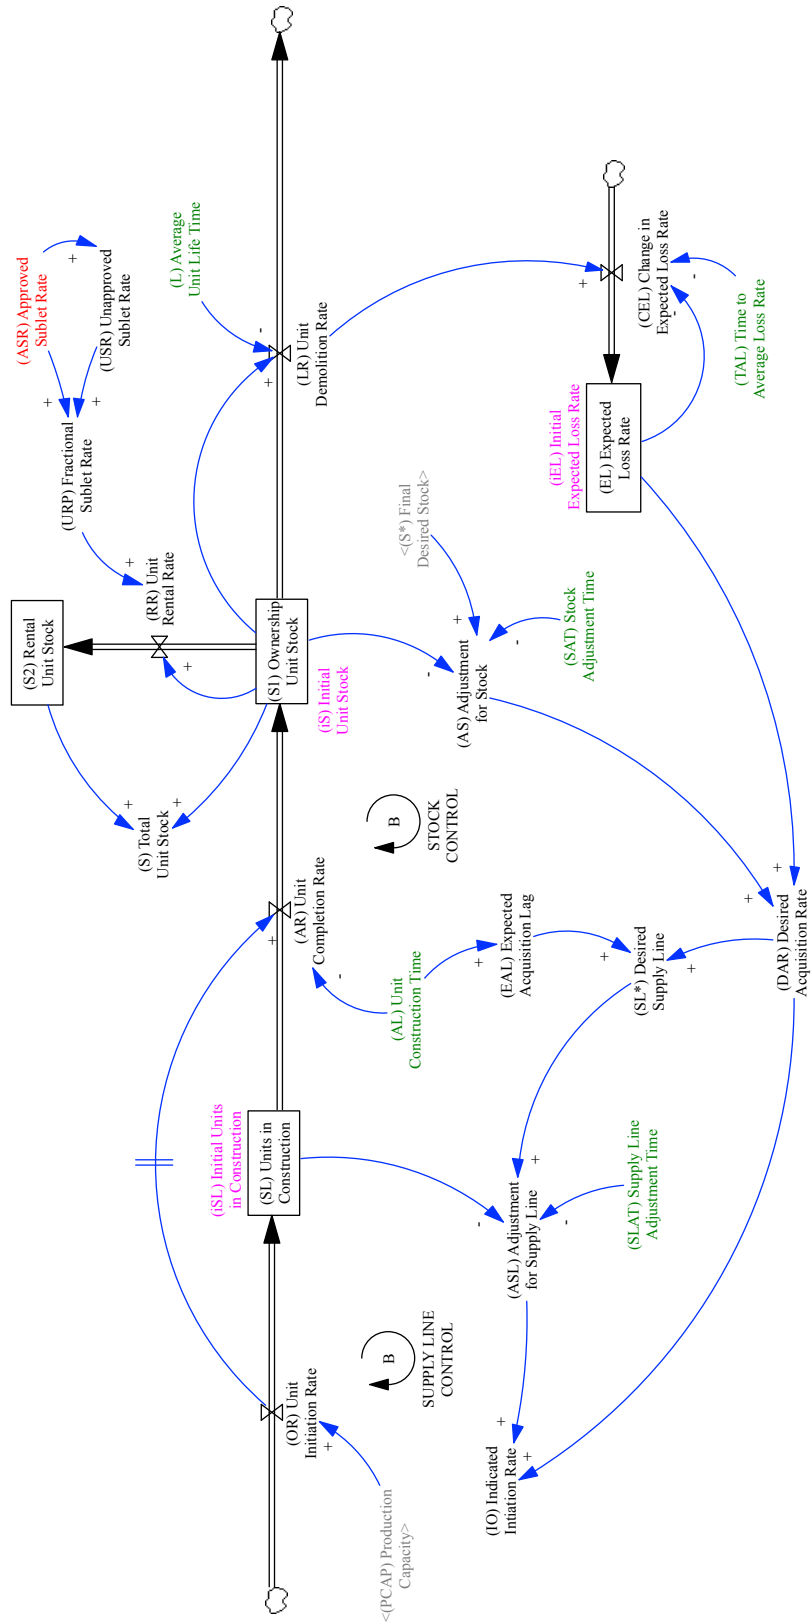 (ASR) Approved
Sublet Rate
+
(USR) Unapproved
Sublet Rate
+
+
(URP) Fractional
Sublet Rate
+
(RR) Unit
Rental Rate
(S2) Rental
Unit Stock
+
+
+
(S) Total
Unit Stock
(L) Average
Unit Life Time
-
+
(LR) Unit
Demolition Rate
(S1) Ownership
Unit Stock
(iS) Initial
Unit Stock
+
(AR) Unit
Completion Rate
-
(iSL) Initial Units
in Construction
(SL) Units in
Construction
(OR) Unit
Initiation Rate
+
<(PCAP) Production
Capacity>
B
SUPPLY LINE
CONTROL
B
STOCK
CONTROL
(AL) Unit
Construction Time
+
(EAL) Expected
Acquisition Lag
<(S*) Final
Desired Stock>
+
-
-
(AS) Adjustment
for Stock
(SAT) Stock
Adjustment Time
+
(CEL) Change in
Expected Loss Rate
-
-
(TAL) Time to
Average Loss Rate
(iEL) Initial
Expected Loss Rate
(EL) Expected
Loss Rate
+
+
(SL*) Desired
Supply Line
-
+
-
(ASL) Adjustment
for Supply Line
(SLAT) Supply Line
Adjustment Time
+
+
(IO) Indicated
Intiation Rate
+
+
(DAR) Desired
Acquisition Rate